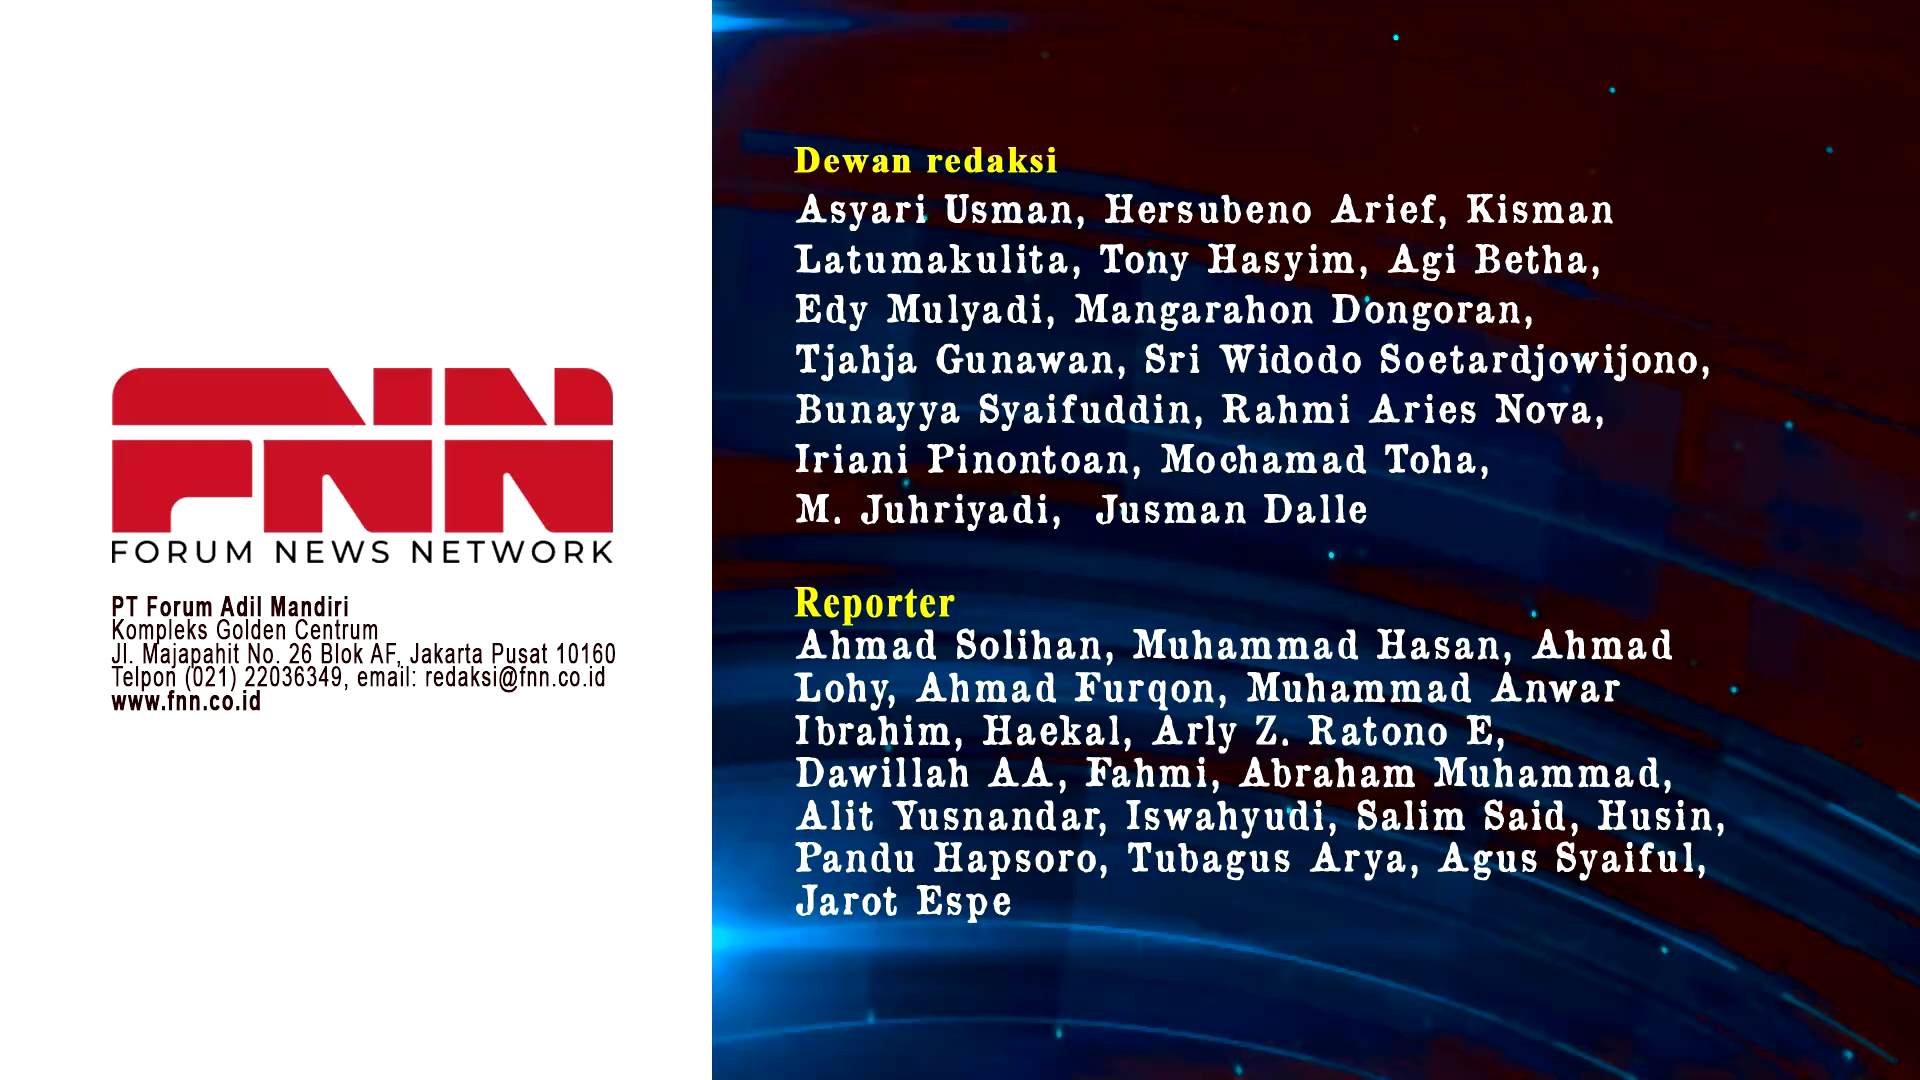 FNN
FORUM NEWS NETWORK
PT Forum Adil Mandiri
Kompleks Golden Centrum
Jl. Majapahit No. 26 Blok AF, Jakarta Pusat 10160
Telpon (021) 22036349, email: redaksi@fnn.co.id
www.fnn.co.id
Dewan redaksi
Asyari Usman, Hersubeno Arief, Kisman
Latumakulita, Tony Hasyim, Agi Betha,
Edy Mulyadi, Mangarahon Dongoran,
Tjahja Gunawan, Sri Widodo Soetardjowijono,
Bunayya Syaifuddin, Rahmi Aries Nova,
Iriani Pinontoan, Mochamad Toha,
M. Juhriyadi, Jusman Dalle
Reporter
Ahmad Solihan, Muhammad Hasan, Ahmad
Lohy, Ahmad Furqon, Muhammad Anwar
Ibrahim, Haekal, Arly Z. Ratono E,
Dawillah AA, Fahmi, Abraham Muhammad,
Alit Yusnandar, Iswahyudi, Salim Said, Husin,
Pandu Hapsoro, Tubagus Arya, Agus Syaiful,
Jarot Espe